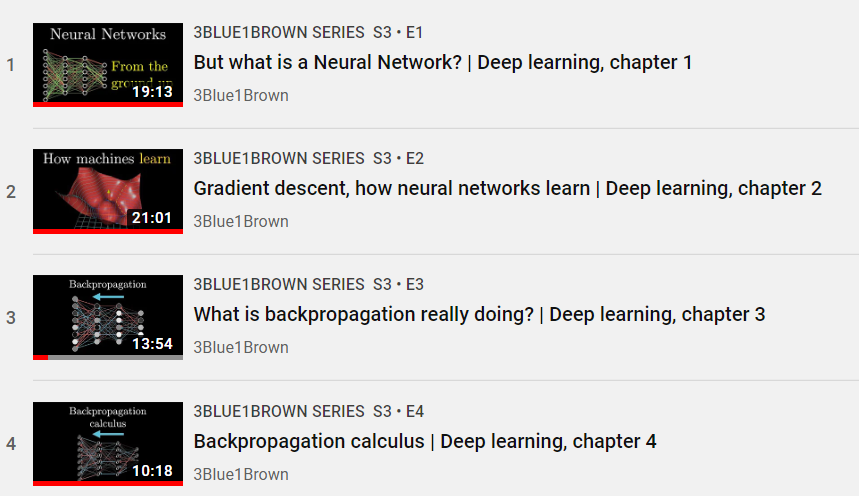 1
Neural Networks
From the
ground up
19:13
3BLUE1BROWN SERIES S3 • E1
But what is a Neural Network? | Deep learning, chapter 1
3Blue1Brown
2
How machines learn
21:01
3BLUE1BROWN SERIES S3 • E2
Gradient descent, how neural networks learn | Deep learning, chapter 2
3Blue1Brown
3
Backpropagation
13:54
3BLUE1BROWN SERIES S3 • E3
What is backpropagation really doing? | Deep learning, chapter 3
3Blue1Brown
4
Backpropagation
calculus
10:18
3BLUE1BROWN SERIES S3 • E4
Backpropagation calculus | Deep learning, chapter 4
3Blue1Brown